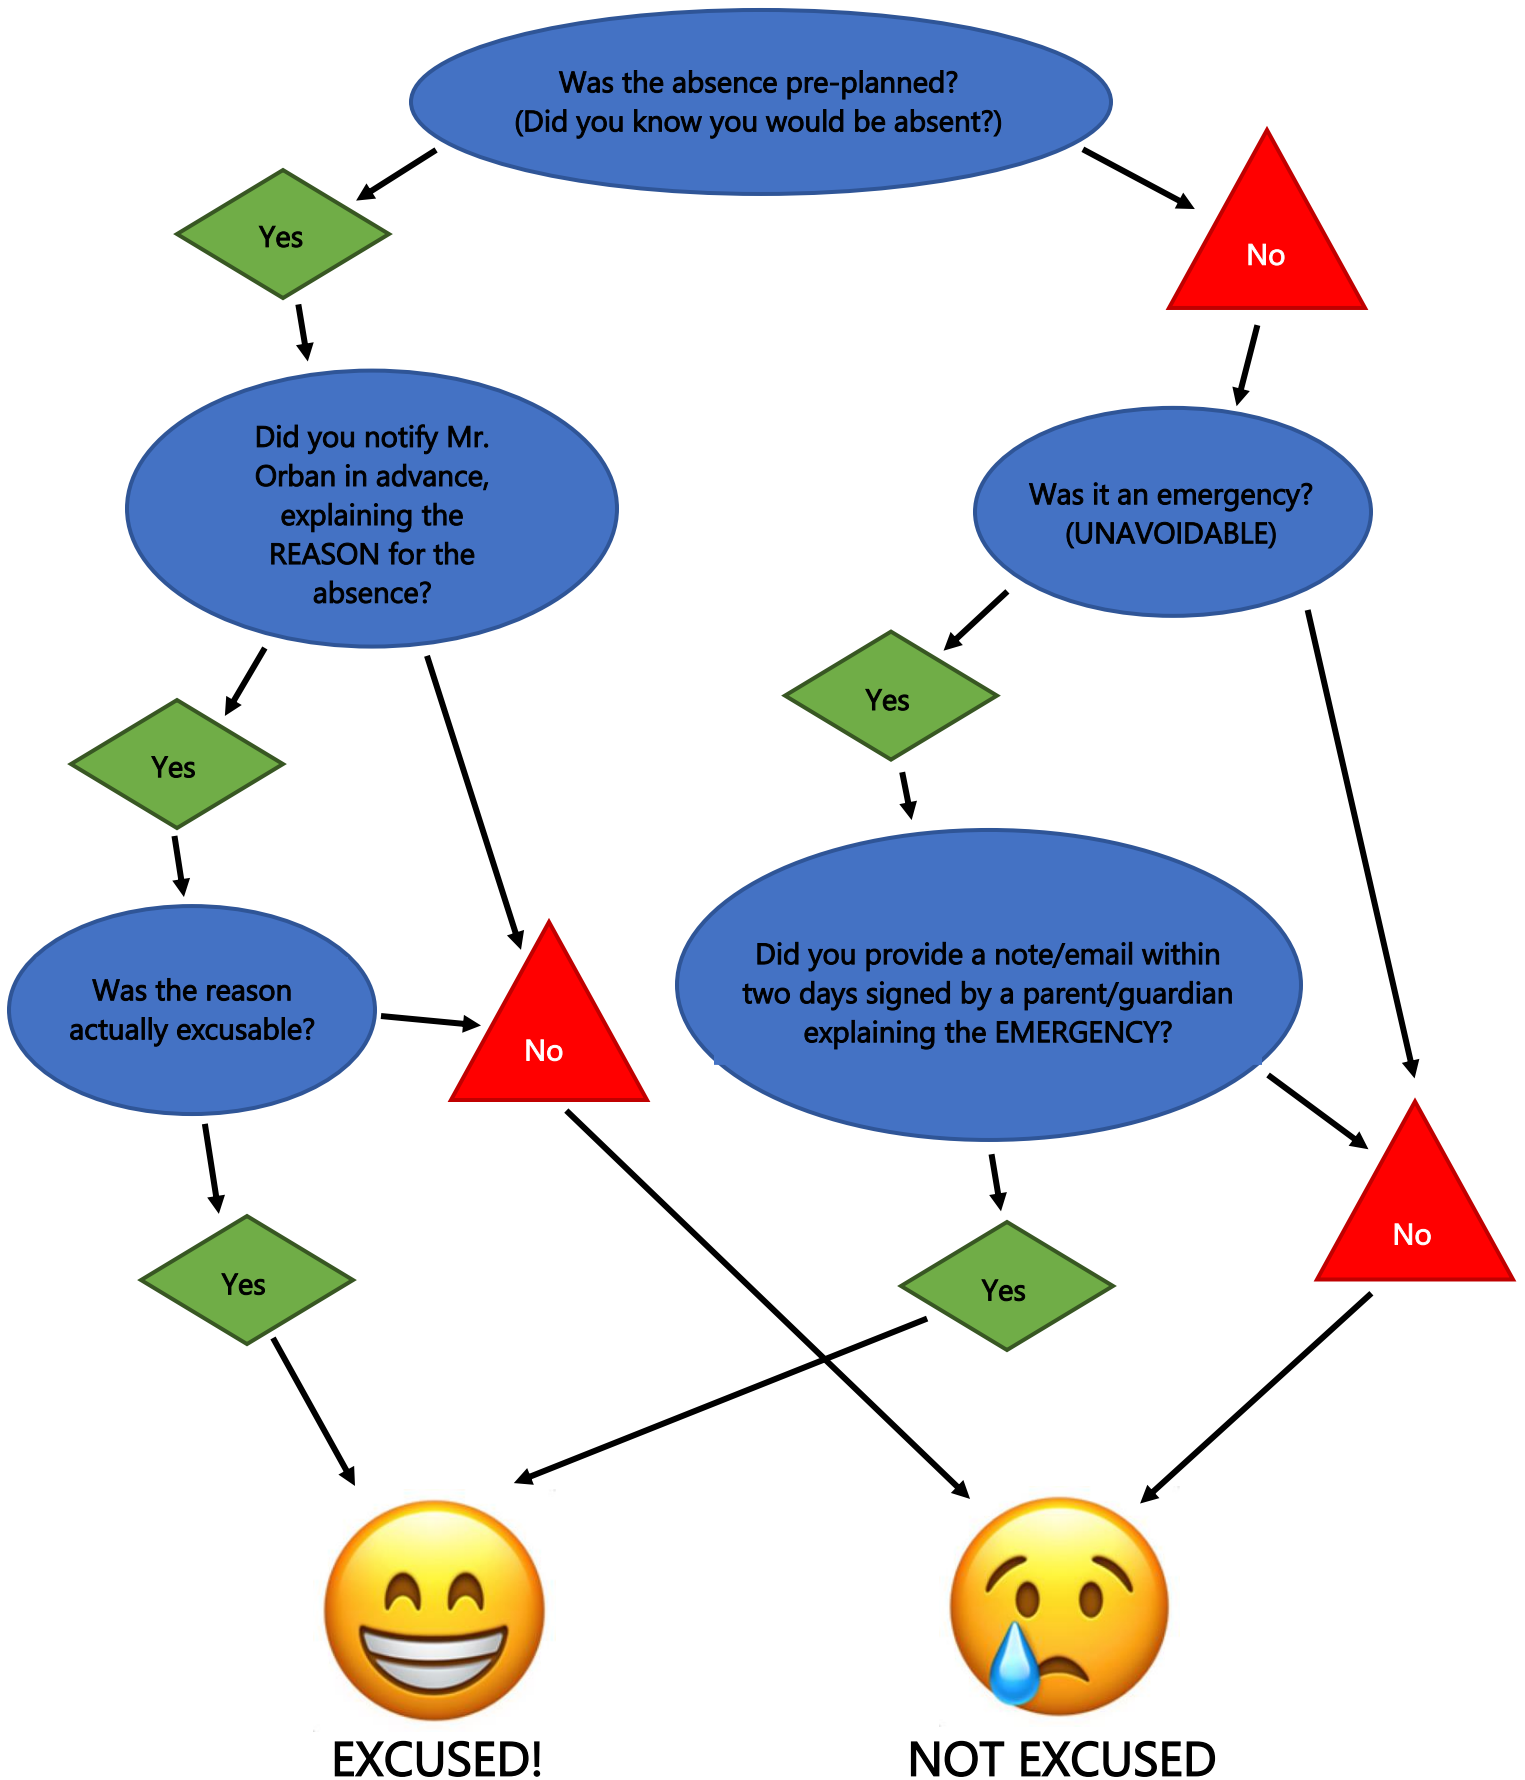 Was the absence pre-planned?
(Did you know you would be absent?)
Yes
No
Did you notify Mr.
Orban in advance,
explaining the
REASON for the
absence?
Was it an emergency?
(UNAVOIDABLE)
Yes
Yes
Was the reason
actually excusable?
No
Did you provide a note/email within
two days signed by a parent/guardian
explaining the EMERGENCY?
No
Yes
Yes
EXCUSED!
NOT EXCUSED